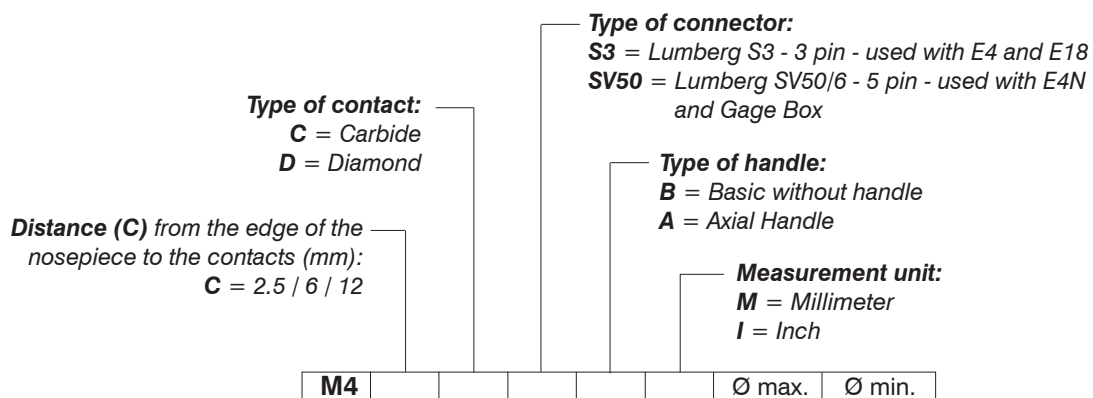 Type of connector:
S3 = Lumberg S3 - 3 pin - used with E4 and E18
SV50 = Lumberg SV50/6 - 5 pin - used with E4N
and Gage Box
Type of contact:
C = Carbide
D = Diamond
Type of handle:
B = Basic without handle
A = Axial Handle
Distance (C) from the edge of the
nosepiece to the contacts (mm):
C = 2.5 / 6 / 12
Measurement unit:
M = Millimeter
I = Inch
M4 Ø max. Ø min.